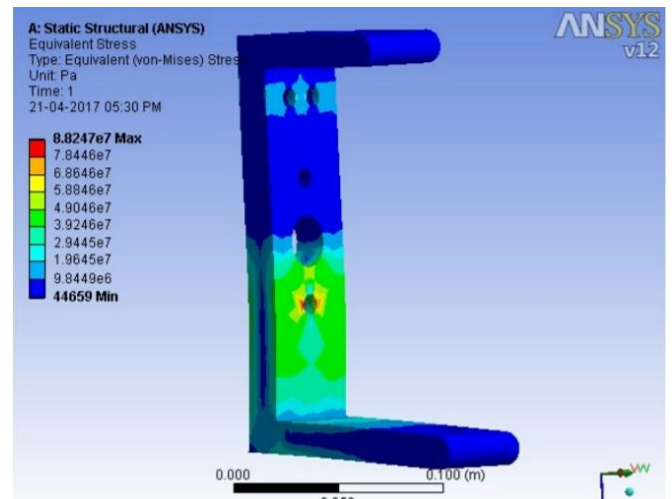 A: Static Structural (ANSYS)
Equivalent Stress
Type: Equivalent (von-Mises) Stress
Unit: Pa
Time: 1
21-04-2017 05:30 PM
8.8247e7 Max
7.8446e7
6.8646e7
5.8846e7
4.9046e7
3.9246e7
2.9445e7
1.9645e7
9.8449e6
44659 Min
ANSYS
v12
0.000
0.100 (m)